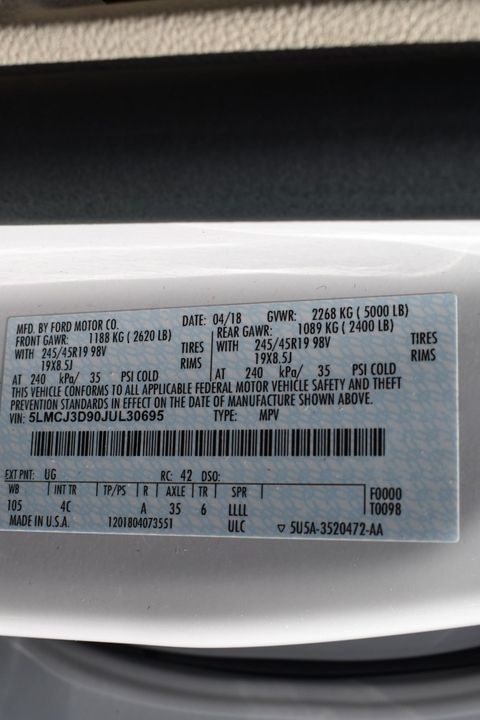 MFD. BY FORD MOTOR CO. DATE: 04/18 GVWR: 2268 KG ( 5000 LB)
FRONT GAWR: 1188 KG ( 2620 LB) REAR GAWR: 1089 KG ( 2400 LB)
WITH 245/45R19 98V TIRES WITH 245/45R19 98V TIRES
19X8.5J RIMS 19X8.5J RIMS
AT 240 kPa/ 35 PSI COLD AT 240 kPa/ 35 PSI COLD
THIS VEHICLE CONFORMS TO ALL APPLICABLE FEDERAL MOTOR VEHICLE SAFETY AND THEFT
PREVENTION STANDARDS IN EFFECT ON THE DATE OF MANUFACTURE SHOWN ABOVE.
VIN: 5LMCJ3D90JUL30695 TYPE: MPV
EXT PNT: UG RC: 42 DSO:
WB INT TR TP/PS R AXLE TR SPR F0000
105 4C A 35 6 LLLL T0098
MADE IN U.S.A. 1201804073551 ULC ▽ 5U5A-3520472-AA